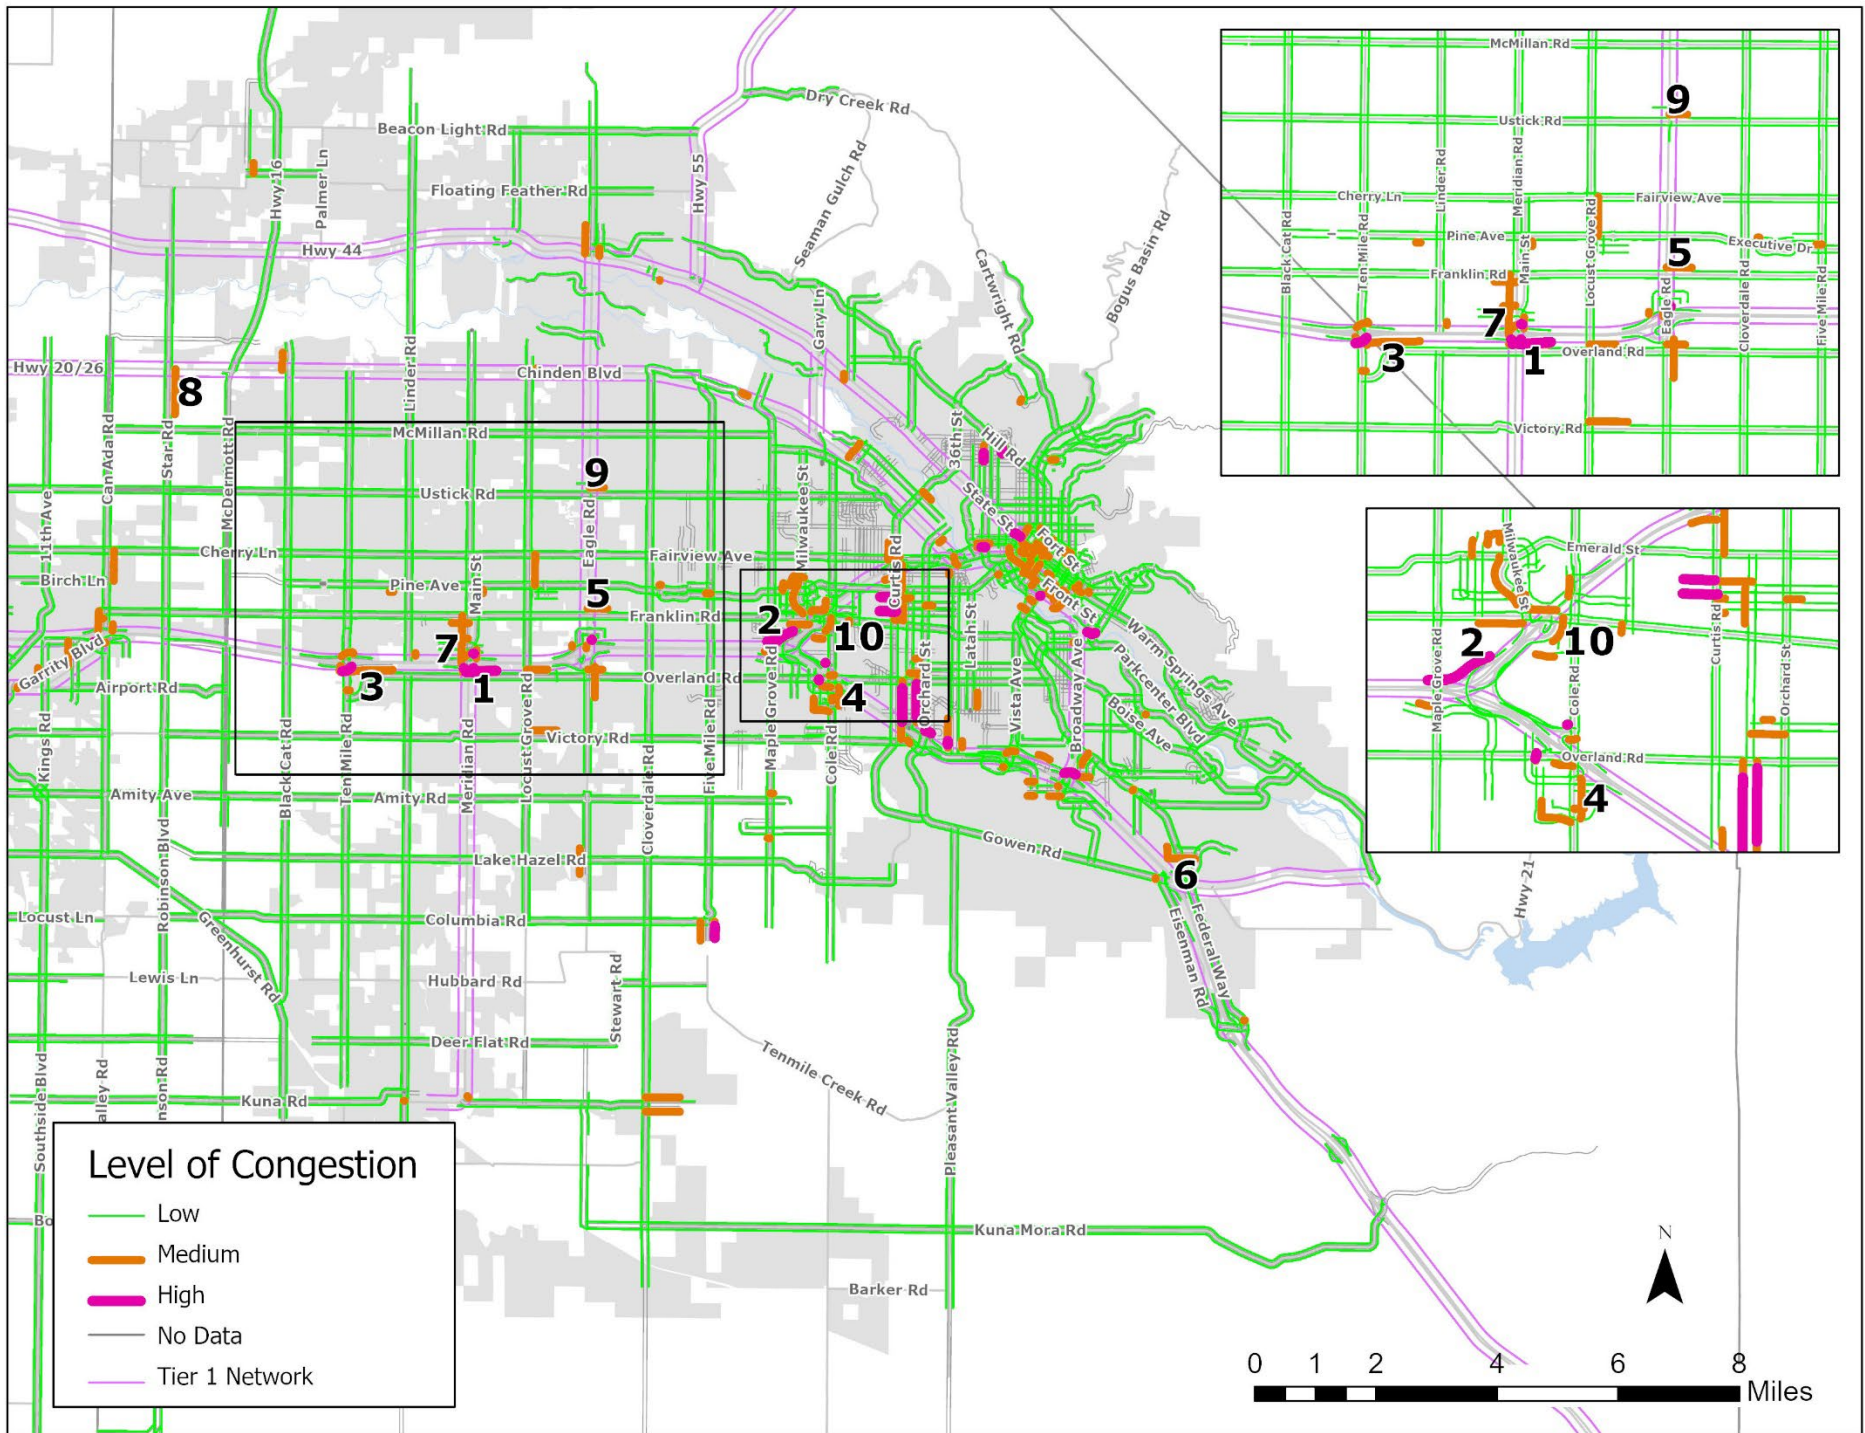 Dry Creek Rd
Beacon Light Rd
Hwy 16
Palmer Ln
Floating Feather Rd
Hwy 55
Seaman Gulch Rd
Cartwright Rd
Bogus Basin Rd
Hwy 44
Gary Ln
Hwy 20/26
Linder Rd
Chinden Blvd
8
CanAda Rd
Star Rd
McDermott Rd
McMillan Rd
36th St
Hill Rd
9
Ustick Rd
Eagle Rd
Milwaukee St
State St
11th Ave
Cherry Ln
Main St
Fairview Ave
Curtis Rd
Fort St
Birch Ln
Pine Ave
5
Franklin Rd
Front St
2
10
Latah St
Warm Springs Ave
Garrity Blvd
7
Airport Rd
3
1
Overland Rd
4
Orchard St
Vista Ave
Broadway Ave
Parkcenter Blvd
Boise Ave
Kings Rd
Black Cat Rd
Ten Mile Rd
Meridian Rd
Locust Grove Rd
Victory Rd
Cloverdale Rd
Five Mile Rd
Maple Grove Rd
Cole Rd
Amity Ave
Amity Rd
Robinson Blvd
Lake Hazel Rd
Gowen Rd
6
Locust Ln
Greenhurst Rd
Columbia Rd
Eisenman Rd
Federal Way
Hwy 21
Lewis Ln
Hubbard Rd
Stewart Rd
Deer Flat Rd
Tenmile Creek Rd
Pleasant Valley Rd
Southside Blvd
alley Rd
nson Rd
Kuna Rd
Bo
Kuna Mora Rd
Barker Rd
McMillan Rd
9
Ustick Rd
Linder Rd
Meridian Rd
Cherry Ln
Fairview Ave
Black Cat Rd
Ten Mile Rd
Pine Ave
Main St
Locust Grove Rd
5
Executive Dr
Franklin Rd
Eagle Rd
Cloverdale Rd
Five Mile Rd
7
3
1
Overland Rd
Victory Rd
Milwaukee St
Emerald St
2
10
Maple Grove Rd
Cole Rd
Curtis Rd
Orchard St
Overland Rd
4
Level of Congestion
Low
Medium
High
No Data
Tier 1 Network
N
0 1 2 4 6 8
Miles